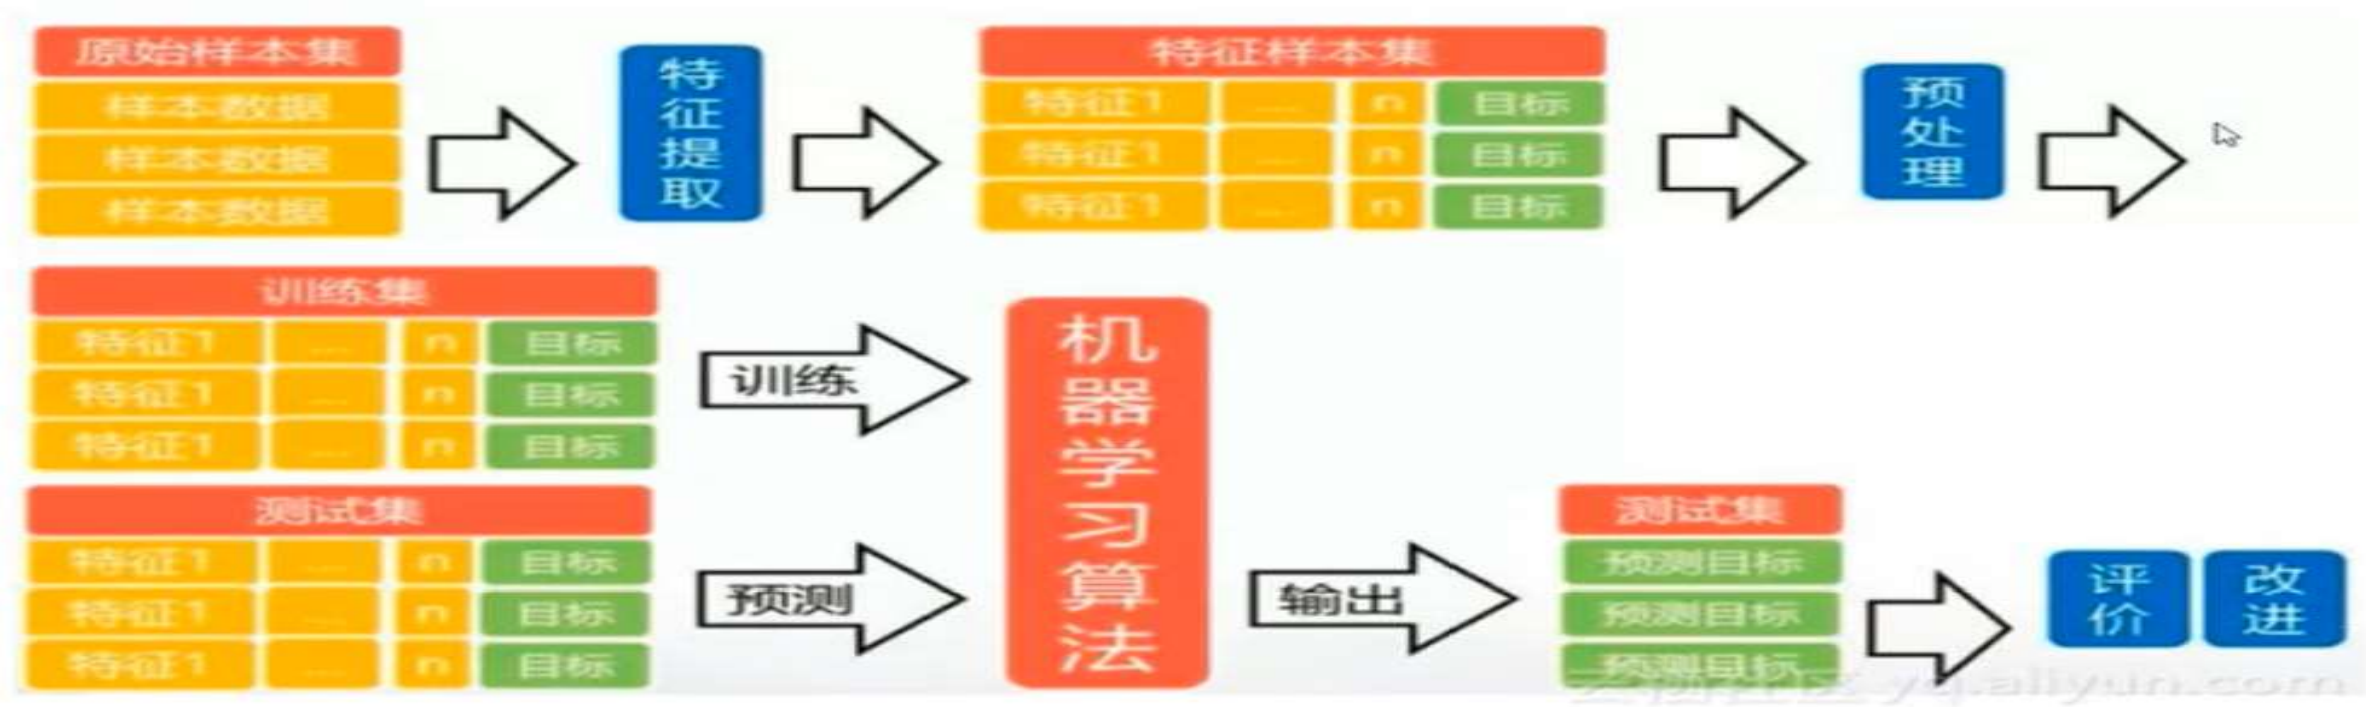 原始样本集
样本数据
样本数据
样本数据
特征提取
特征样本集
特征1 ... n 目标
特征1 ... n 目标
特征1 ... n 目标
预处理
训练集
特征1 ... n 目标
特征1 ... n 目标
特征1 ... n 目标
训练
测试集
特征1 ... n 目标
特征1 ... n 目标
特征1 ... n 目标
预测
机器学习算法
输出
测试集
预测目标
预测目标
预测目标
评价
改进
yq.aliyun.com